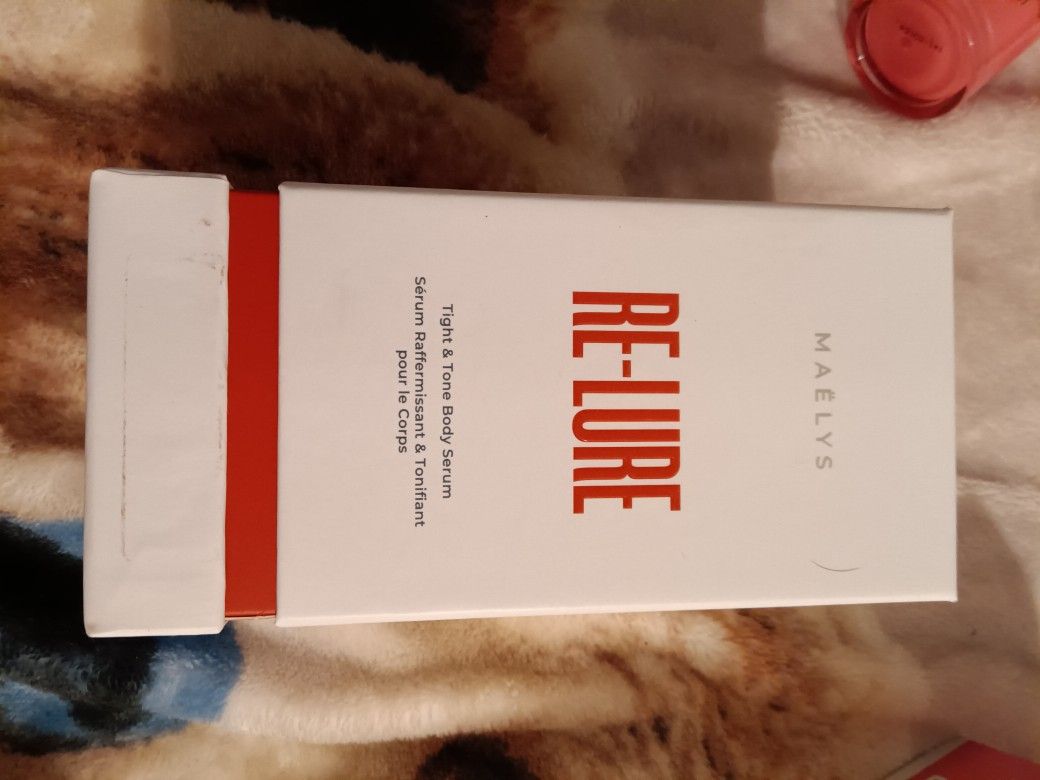 MAËLYS
RE-LURE
Tight & Tone Body Serum
Sérum Raffermissant & Tonifiant
pour le Corps